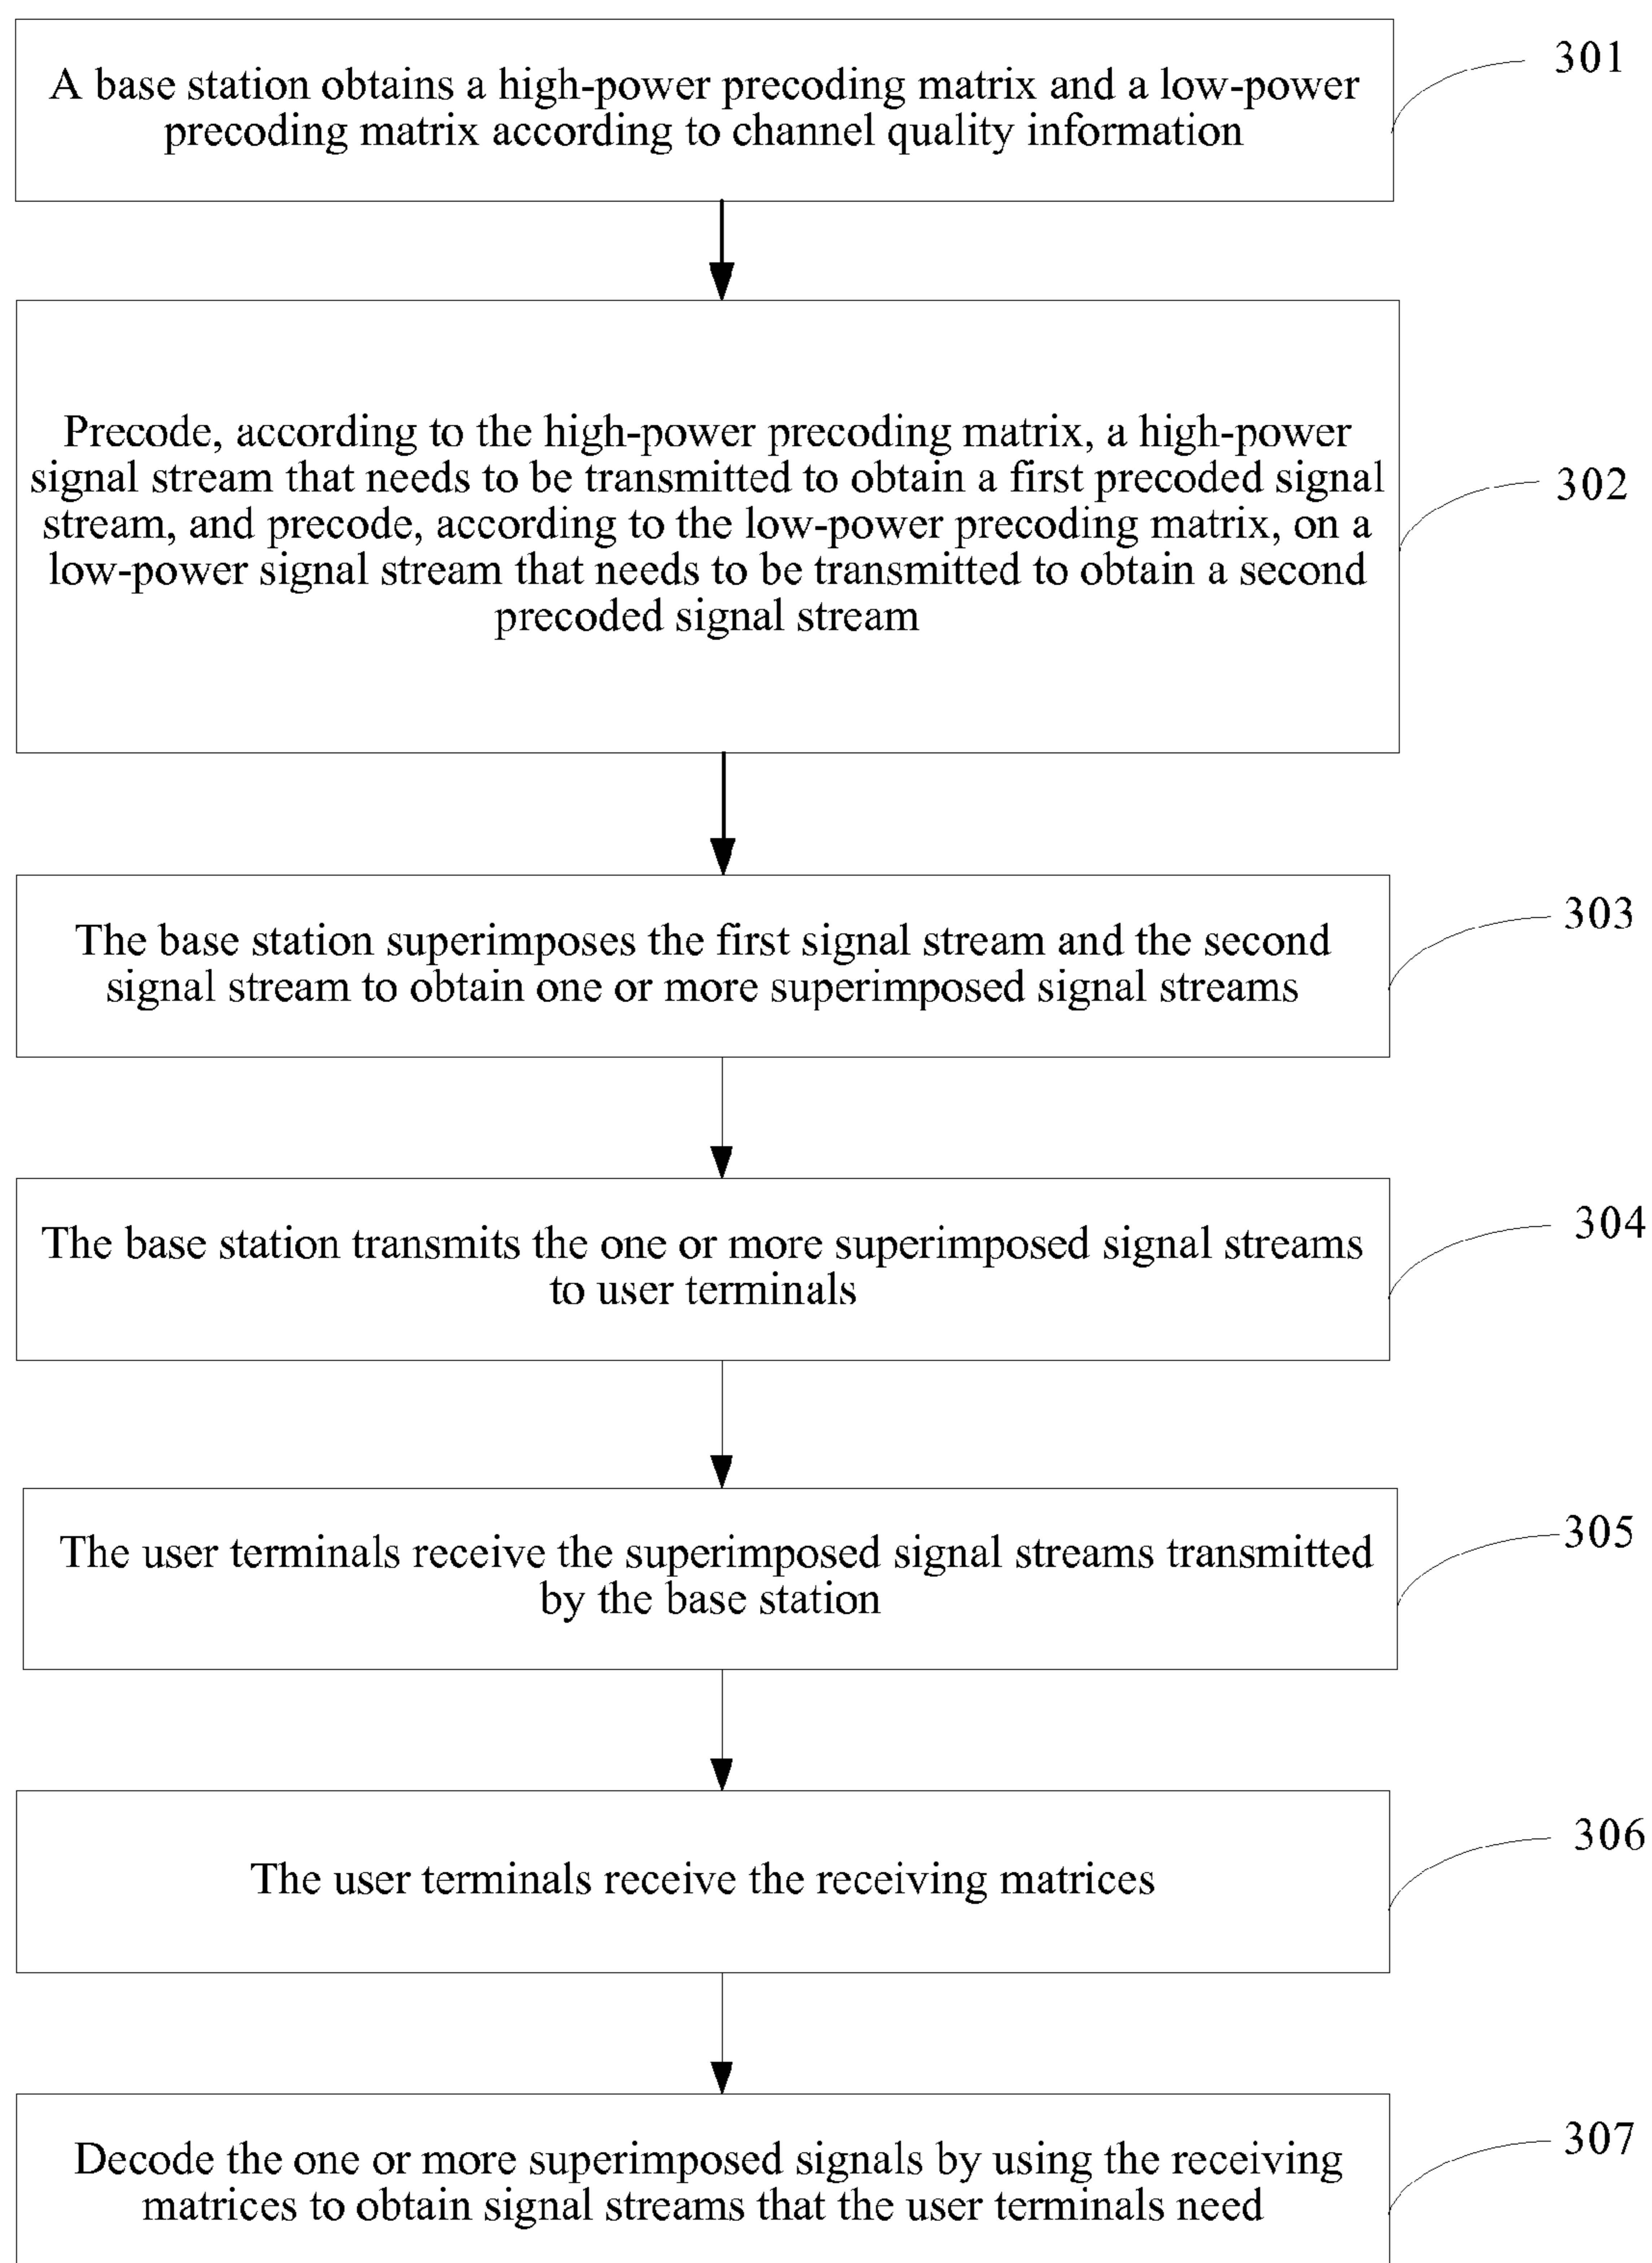 A base station obtains a high-power precoding matrix and a low-power
precoding matrix according to channel quality information
301
Precode, according to the high-power precoding matrix, a high-power
signal stream that needs to be transmitted to obtain a first precoded signal
stream, and precode, according to the low-power precoding matrix, on a
low-power signal stream that needs to be transmitted to obtain a second
precoded signal stream
302
The base station superimposes the first signal stream and the second
signal stream to obtain one or more superimposed signal streams
303
The base station transmits the one or more superimposed signal streams
to user terminals
304
The user terminals receive the superimposed signal streams transmitted
by the base station
305
The user terminals receive the receiving matrices
306
Decode the one or more superimposed signals by using the receiving
matrices to obtain signal streams that the user terminals need
307